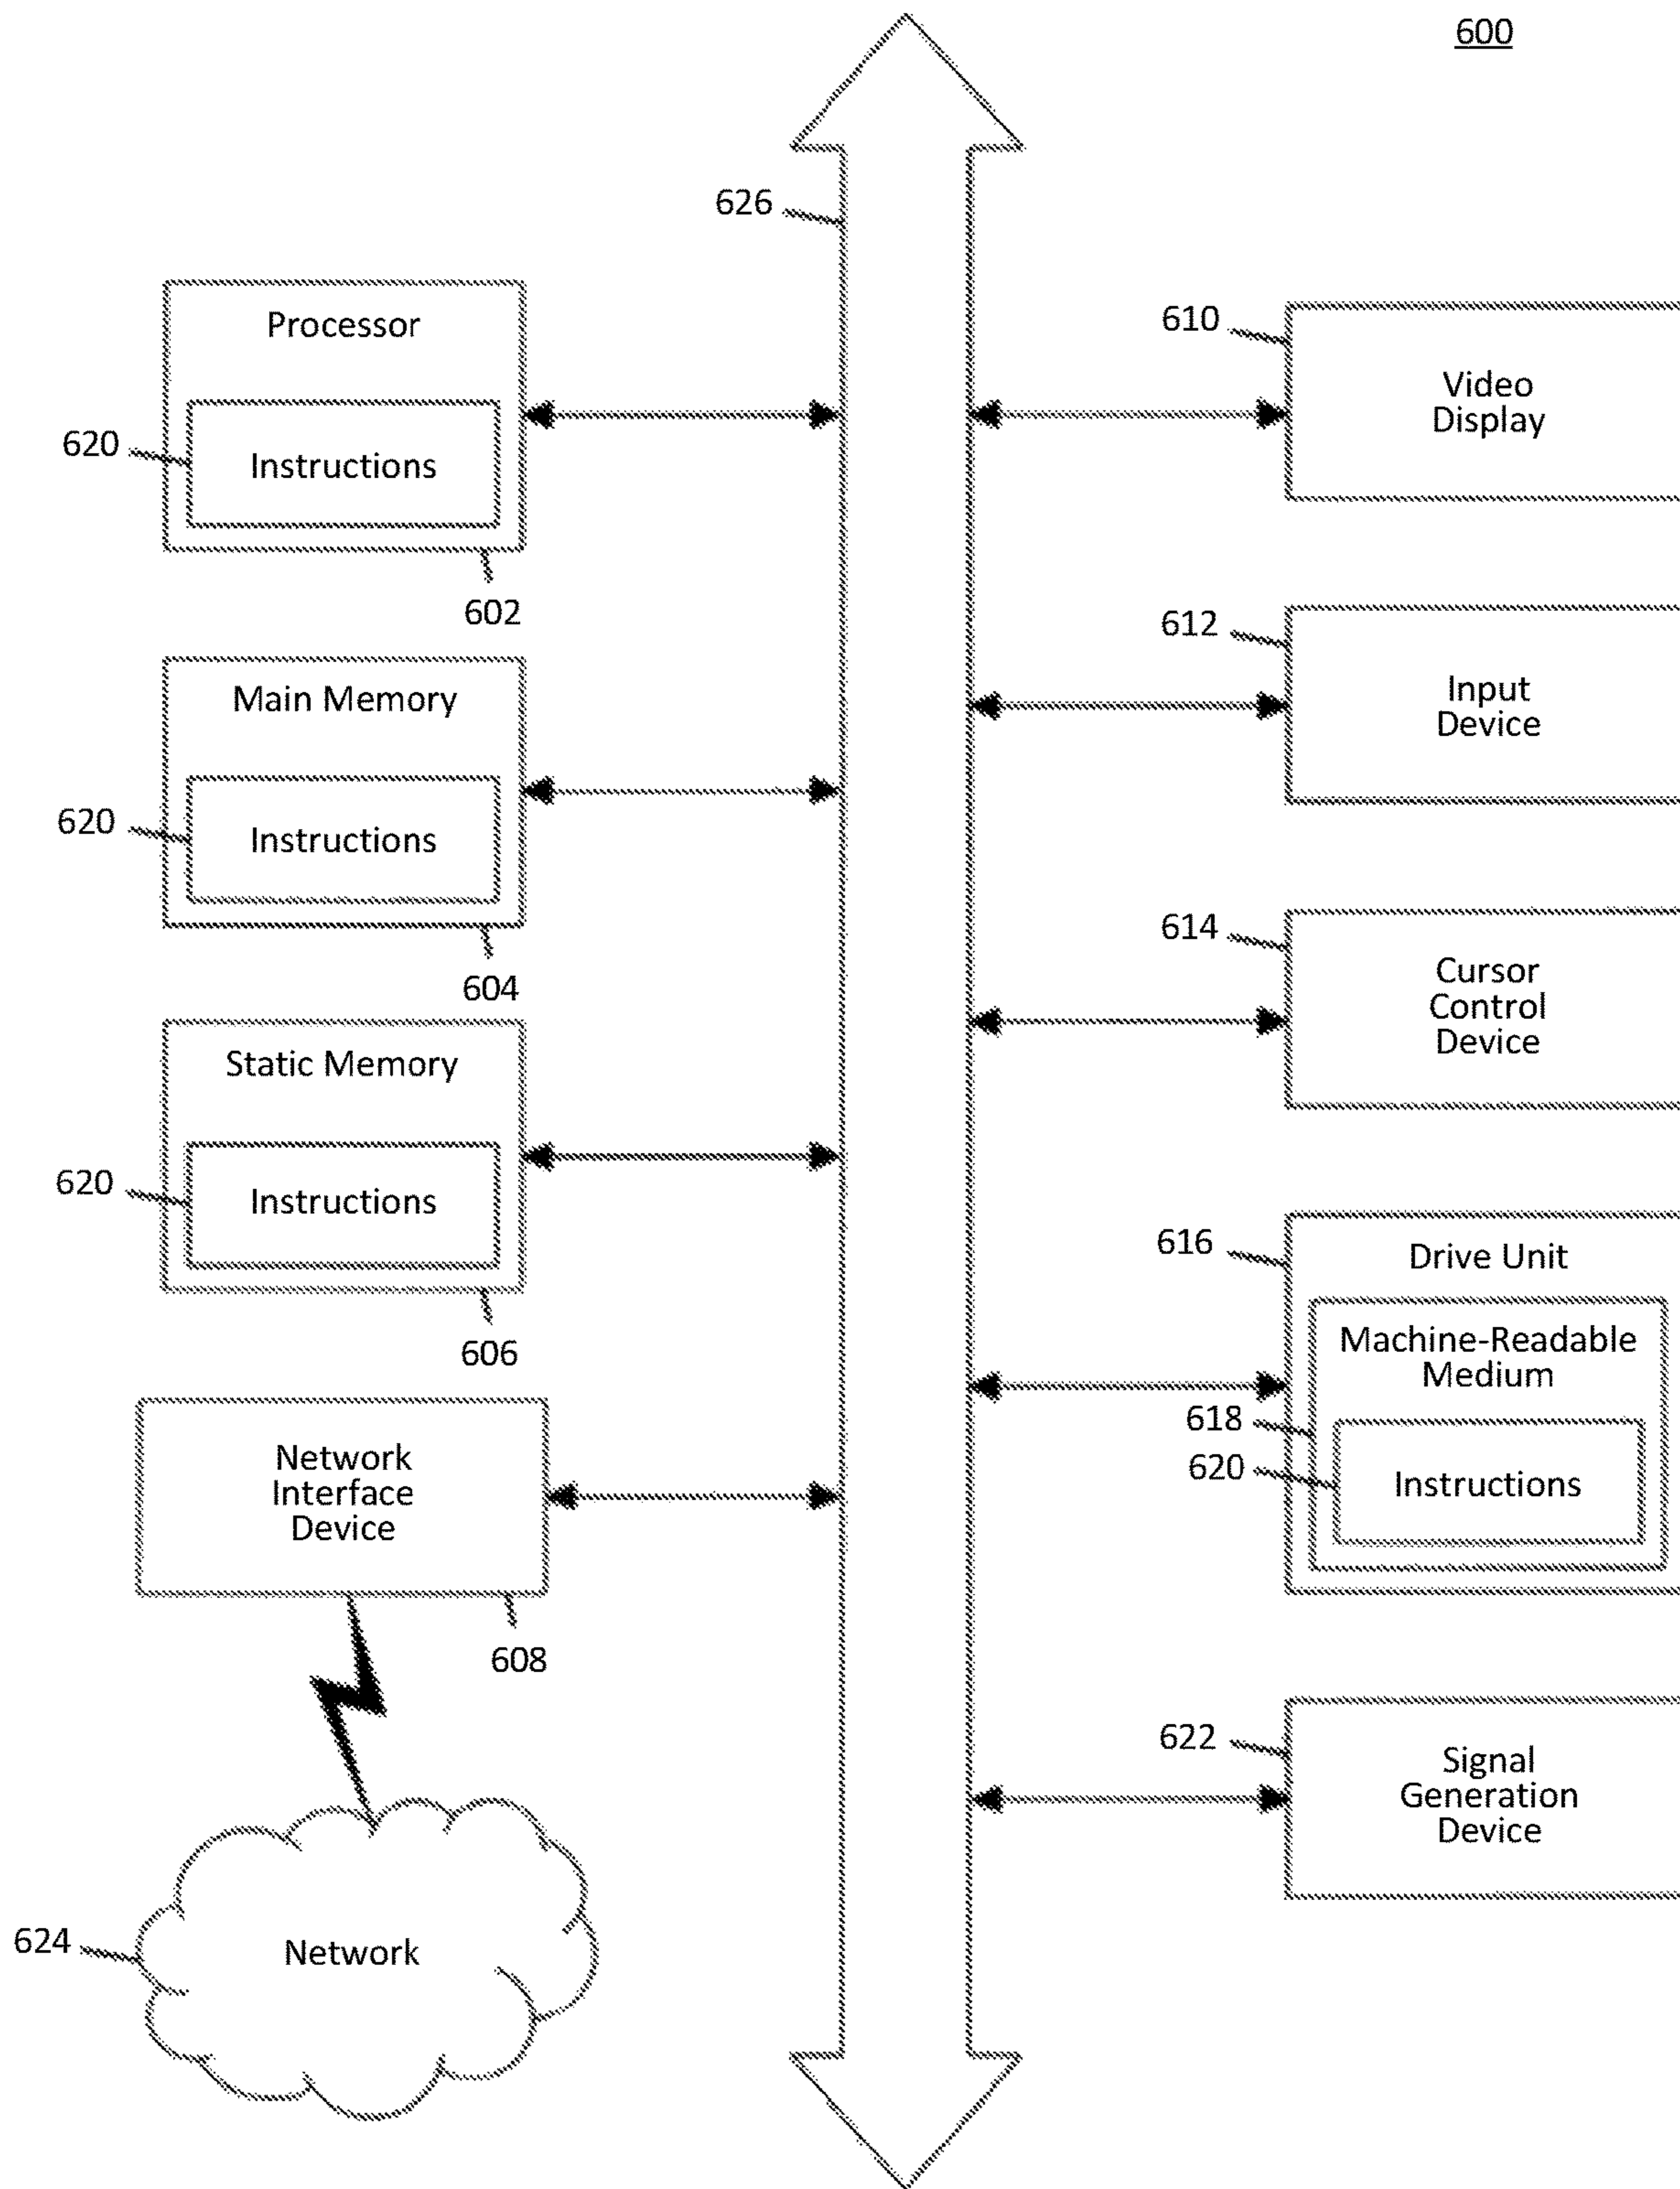 600
626
Processor
620
Instructions
602
Main Memory
620
Instructions
604
Static Memory
620
Instructions
606
Network
Interface
Device
608
624
Network
610
Video
Display
612
Input
Device
614
Cursor
Control
Device
616
Drive Unit
Machine-Readable
Medium
618
620
Instructions
622
Signal
Generation
Device